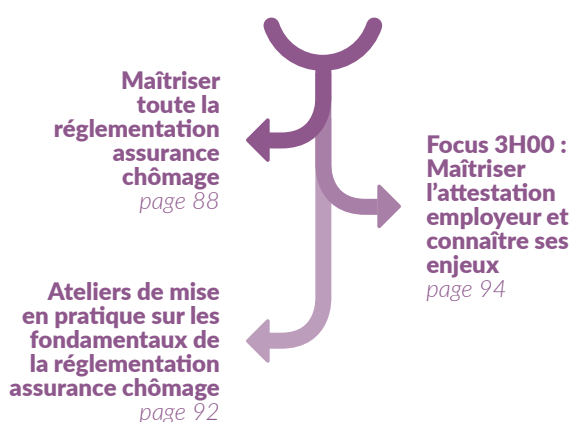 Maîtriser
toute la
réglementation
assurance
chômage
page 88
Focus 3H00 :
Maîtriser
l'attestation
employeur et
connaître ses
enjeux
page 94
Ateliers de mise
en pratique sur les
fondamentaux de
la réglementation
assurance chômage
page 92